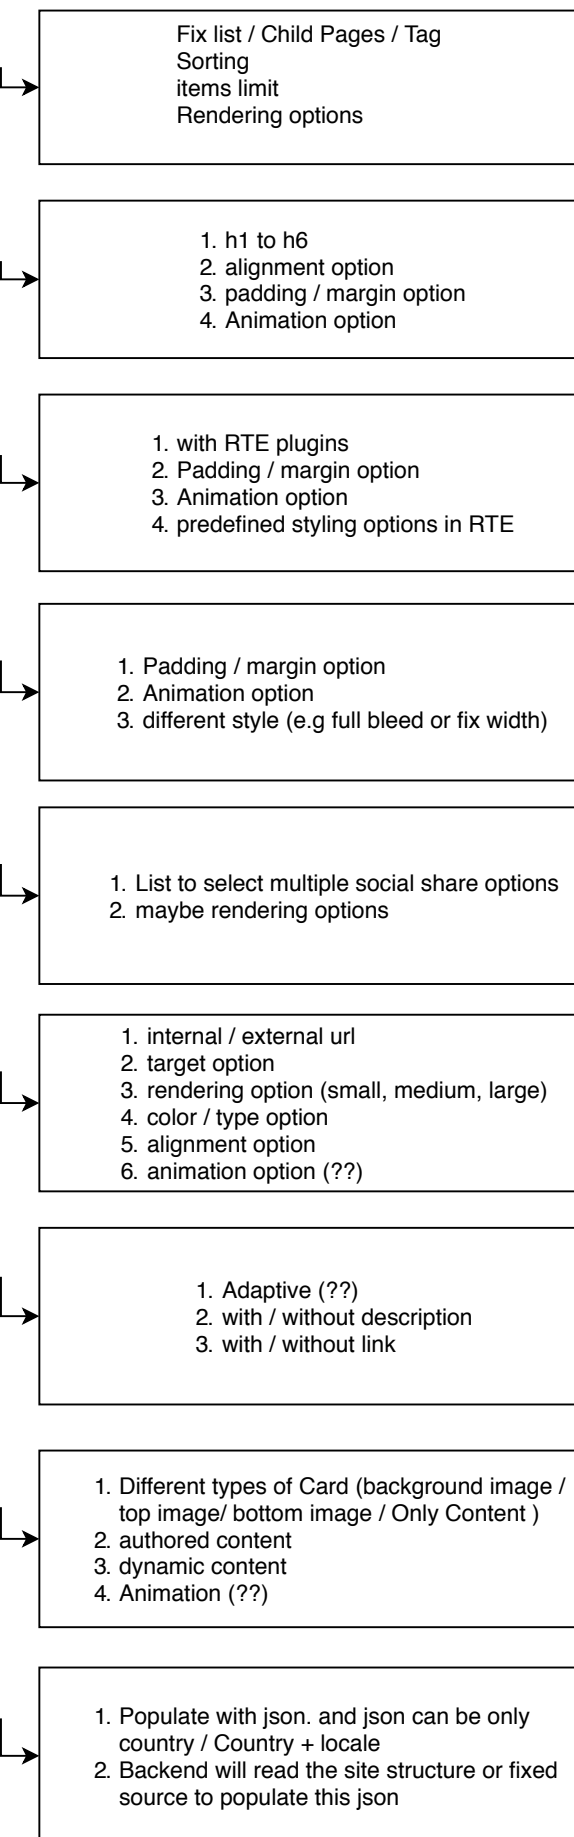 Fix list / Child Pages / Tag
Sorting
items limit
Rendering options
1. h1 to h6
2. alignment option
3. padding / margin option
4. Animation option
1. with RTE plugins
2. Padding / margin option
3. Animation option
4. predefined styling options in RTE
1. Padding / margin option
2. Animation option
3. different style (e.g full bleed or fix width)
1. List to select multiple social share options
2. maybe rendering options
1. internal / external url
2. target option
3. rendering option (small, medium, large)
4. color / type option
5. alignment option
6. animation option (??)
1. Adaptive (??)
2. with / without description
3. with / without link
1. Different types of Card (background image /
top image/ bottom image / Only Content )
2. authored content
3. dynamic content
4. Animation (??)
1. Populate with json. and json can be only
country / Country + locale
2. Backend will read the site structure or fixed
source to populate this json